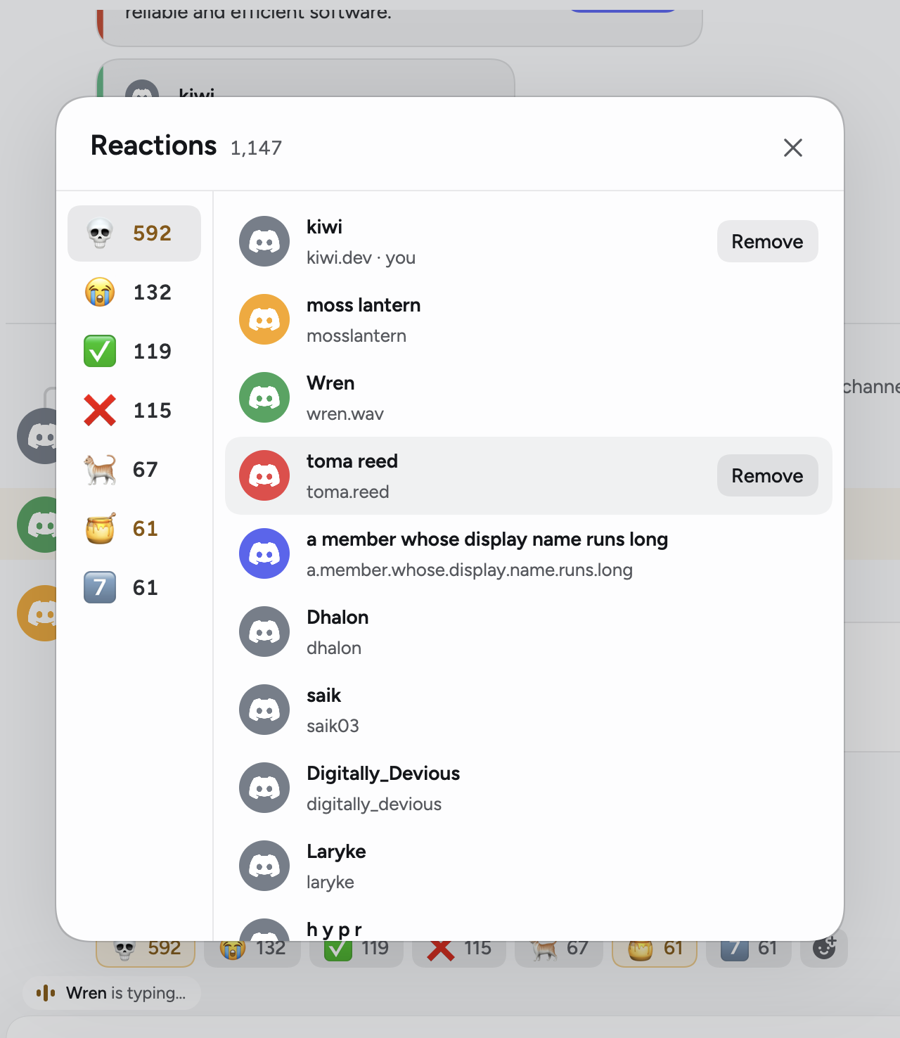 reliable and efficient software.
kiwi
Reactions 1,147
592
132
119
115
67
61
7 61
kiwi
kiwi.dev · you
Remove
moss lantern
mosslantern
Wren
wren.wav
toma reed
toma.reed
Remove
a member whose display name runs long
a.member.whose.display.name.runs.long
Dhalon
dhalon
saik
saik03
Digitally_Devious
digitally_devious
Laryke
laryke
h y p r
592 132 119 115 67 61 7 61
Wren is typing...